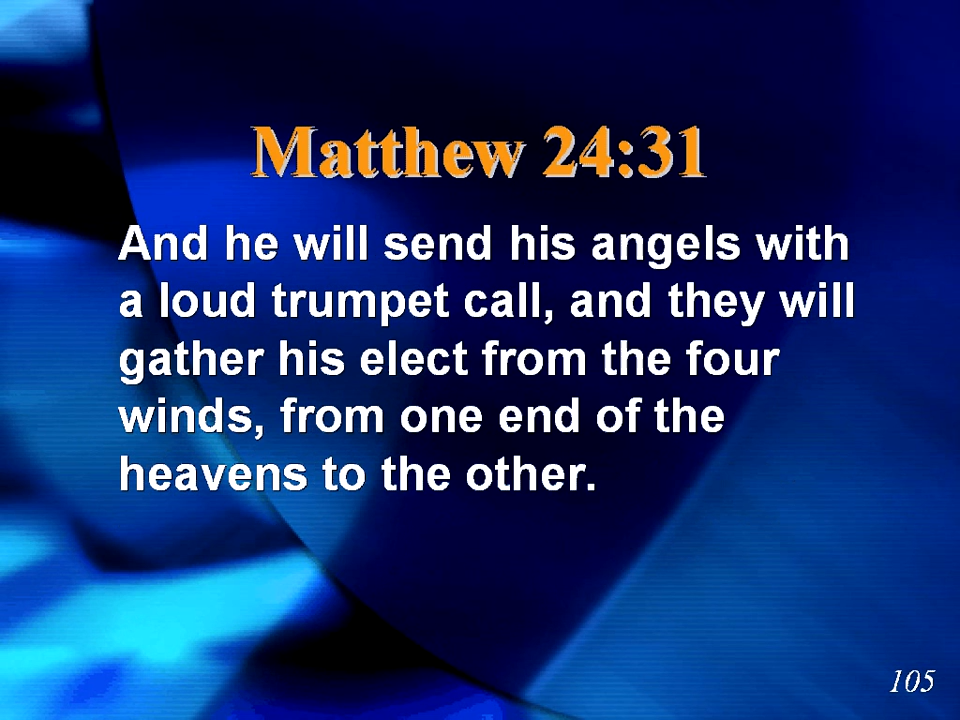 Matthew 24:31
And he will send his angels with
a loud trumpet call, and they will
gather his elect from the four
winds, from one end of the
heavens to the other.
105